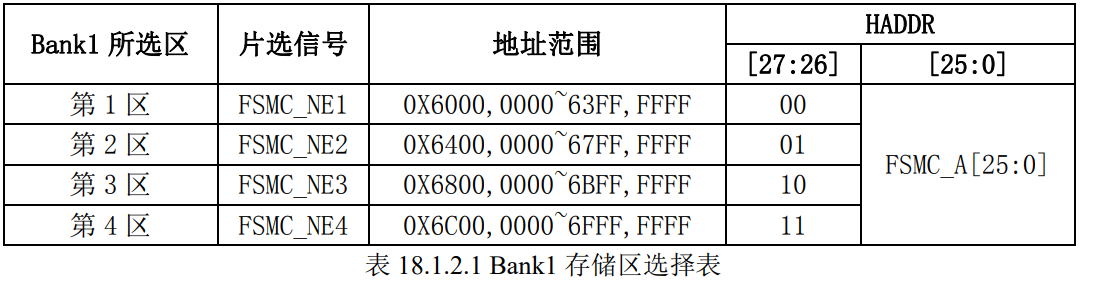 Bank1 所选区 片选信号 地址范围 HADDR
[27:26] [25:0]
第 1 区 FSMC_NE1 0X6000,0000~63FF,FFFF 00
第 2 区 FSMC_NE2 0X6400,0000~67FF,FFFF 01
FSMC_A[25:0]
第 3 区 FSMC_NE3 0X6800,0000~6BFF,FFFF 10
第 4 区 FSMC_NE4 0X6C00,0000~6FFF,FFFF 11
表 18.1.2.1 Bank1 存储区选择表